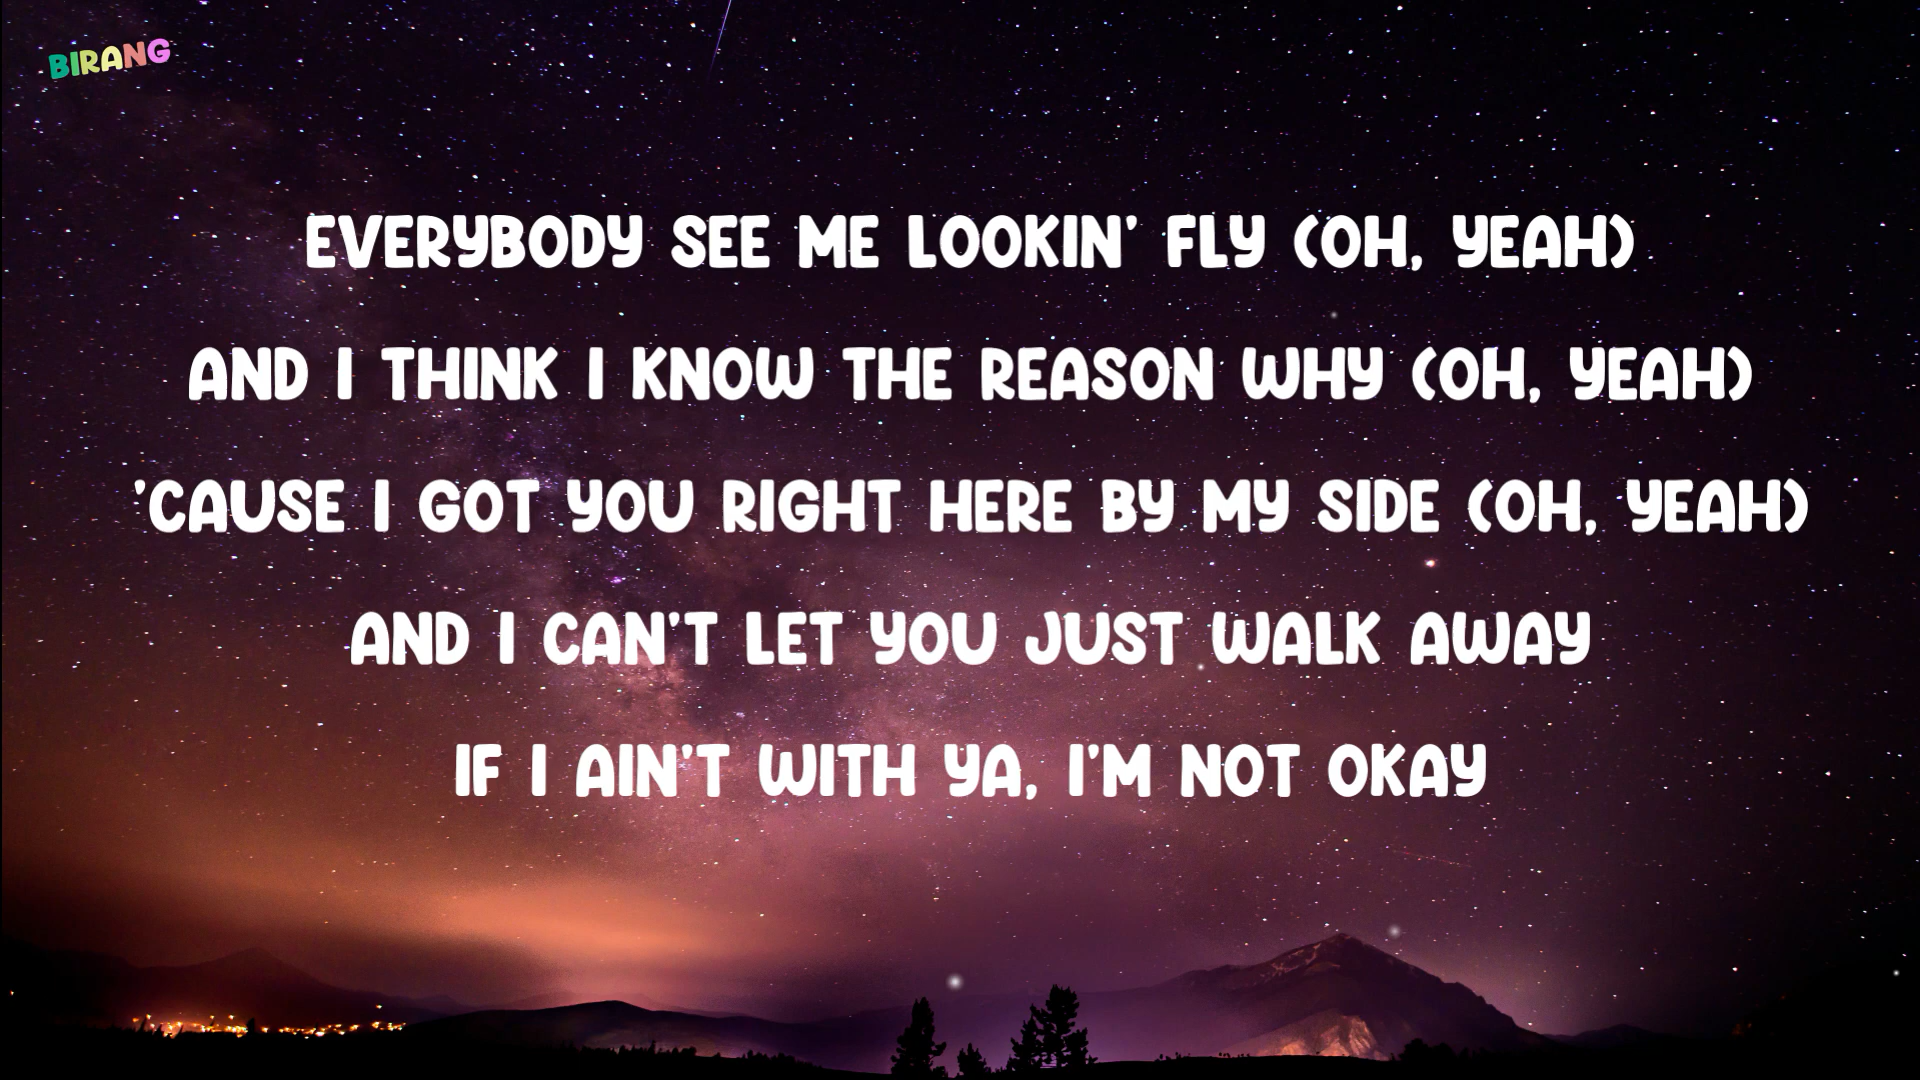 BIRANG
EVERYBODY SEE ME LOOKIN' FLY (OH, YEAH)
AND I THINK I KNOW THE REASON WHY (OH, YEAH)
'CAUSE I GOT YOU RIGHT HERE BY MY SIDE (OH, YEAH)
AND I CAN'T LET YOU JUST WALK AWAY
IF I AIN'T WITH YA, I'M NOT OKAY